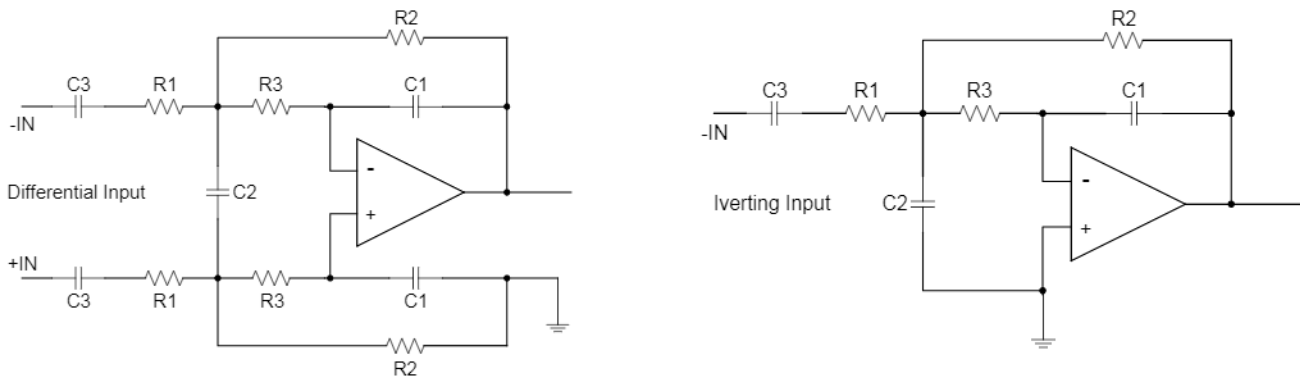 R2
C3 R1 R3 C1
-IN
-
Differential Input
C2
+
+IN
C3 R1 R3 C1
R2
R2
C3 R1 R3 C1
-IN
-
Iverting Input
C2
+